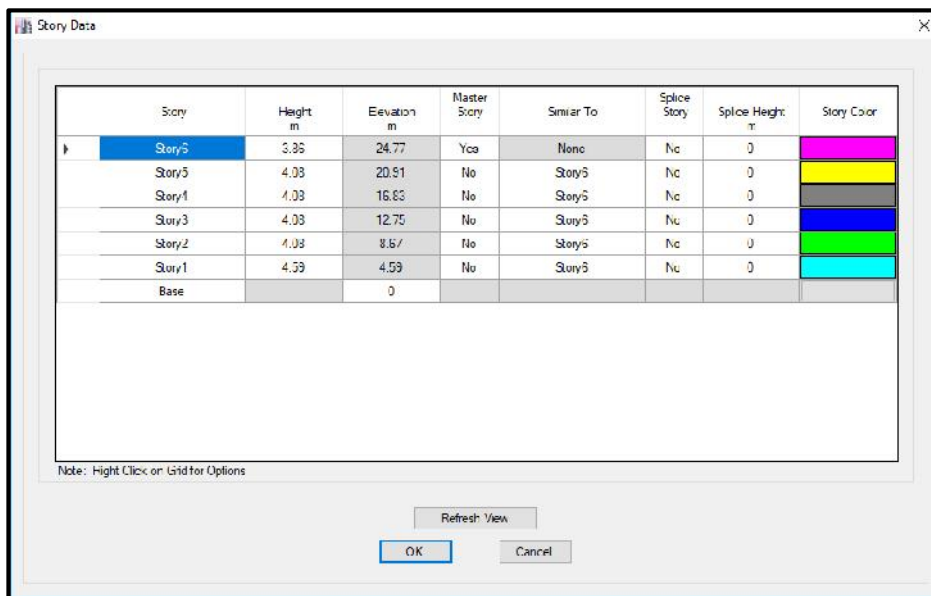 Story Data
Story Height m Elevation m Master Story Similar To Splice Story Splice Height m Story Color
Story6 3.86 24.77 Yes None No 0
Story5 4.08 20.91 No Story6 No 0
Story4 4.08 16.83 No Story6 No 0
Story3 4.08 12.75 No Story6 No 0
Story2 4.08 8.67 No Story6 No 0
Story1 4.59 4.59 No Story6 No 0
Base 0
Note: Right Click on Grid for Options
Refresh View
OK Cancel